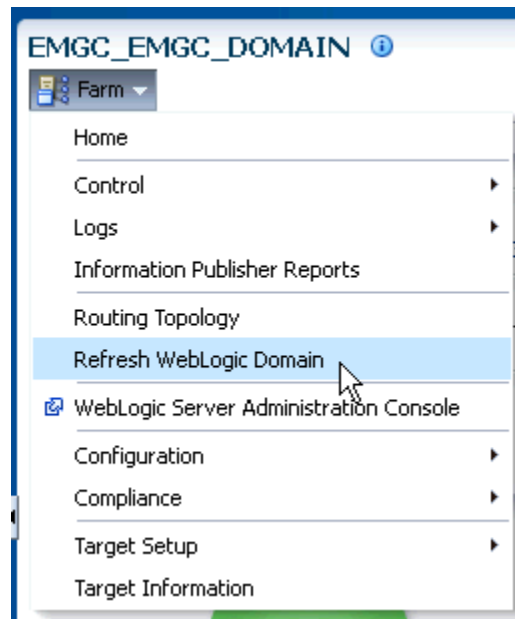 EMGC_EMGC_DOMAIN
Farm
Home
Control
Logs
Information Publisher Reports
Routing Topology
Refresh WebLogic Domain
WebLogic Server Administration Console
Configuration
Compliance
Target Setup
Target Information